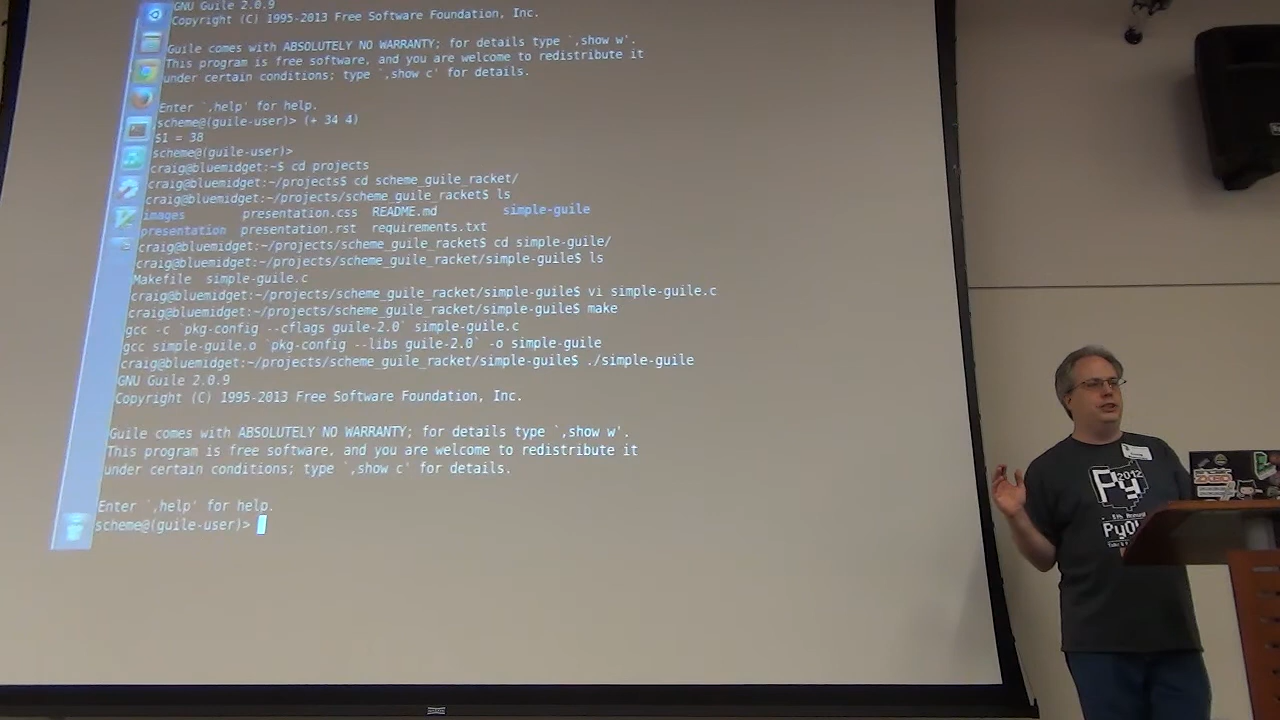 GNU Guile 2.0.9
Copyright (C) 1995-2013 Free Software Foundation, Inc.
Guile comes with ABSOLUTELY NO WARRANTY; for details type `,show w'.
This program is free software, and you are welcome to redistribute it
under certain conditions; type `,show c' for details.
Enter `,help' for help.
scheme@(guile-user)> (+ 34 4)
$1 = 38
scheme@(guile-user)>
craig@bluemidget:~$ cd projects
craig@bluemidget:~/projects$ cd scheme_guile_racket/
craig@bluemidget:~/projects/scheme_guile_racket$ ls
images presentation.css README.md simple-guile
presentation presentation.rst requirements.txt
craig@bluemidget:~/projects/scheme_guile_racket$ cd simple-guile/
craig@bluemidget:~/projects/scheme_guile_racket/simple-guile$ ls
Makefile simple-guile.c
craig@bluemidget:~/projects/scheme_guile_racket/simple-guile$ vi simple-guile.c
craig@bluemidget:~/projects/scheme_guile_racket/simple-guile$ make
gcc -c `pkg-config --cflags guile-2.0` simple-guile.c
gcc simple-guile.o `pkg-config --libs guile-2.0` -o simple-guile
craig@bluemidget:~/projects/scheme_guile_racket/simple-guile$ ./simple-guile
GNU Guile 2.0.9
Copyright (C) 1995-2013 Free Software Foundation, Inc.
Guile comes with ABSOLUTELY NO WARRANTY; for details type `,show w'.
This program is free software, and you are welcome to redistribute it
under certain conditions; type `,show c' for details.
Enter `,help' for help.
scheme@(guile-user)>
2012
Py